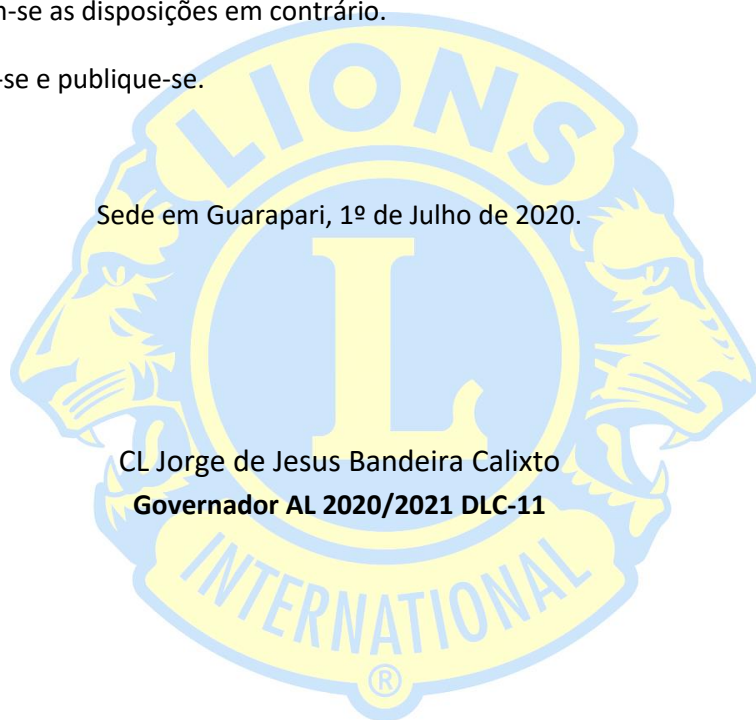 -se as disposições em contrário.
-se e publique-se.
LIONS
Sede em Guarapari, 1º de Julho de 2020.
L
CL Jorge de Jesus Bandeira Calixto
Governador AL 2020/2021 DLC-11
INTERNATIONAL
®